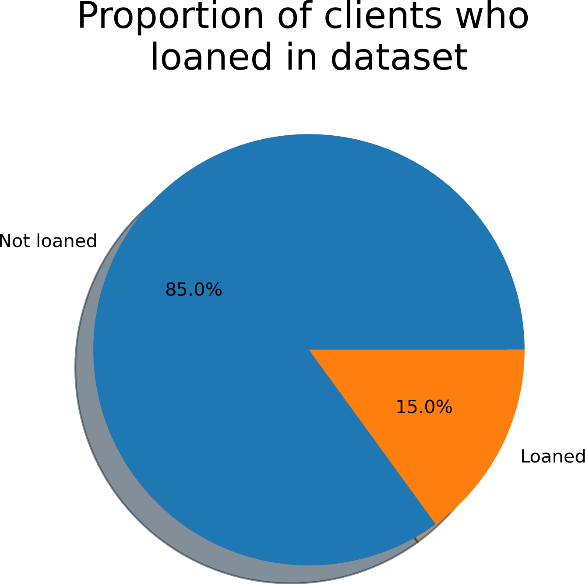 Proportion of clients who
loaned in dataset
Not loaned
85.0%
15.0%
Loaned